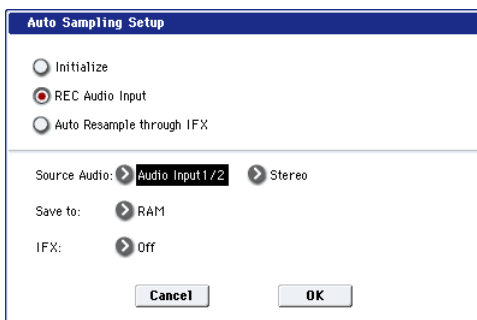 Auto Sampling Setup
Initialize
REC Audio Input
Auto Resample through IFX
Source Audio: Audio Input1/2 Stereo
Save to: RAM
IFX: Off
Cancel OK